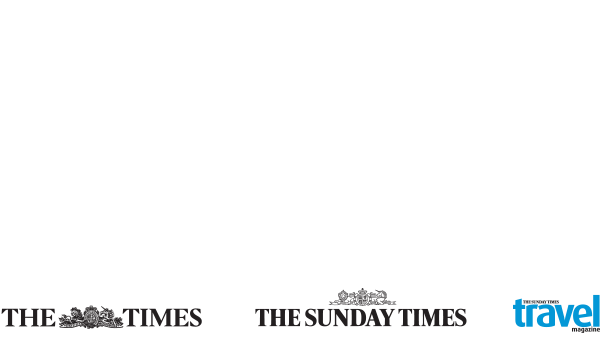 THE TIMES
THE SUNDAY TIMES
THE SUNDAY TIMES
travel
magazine